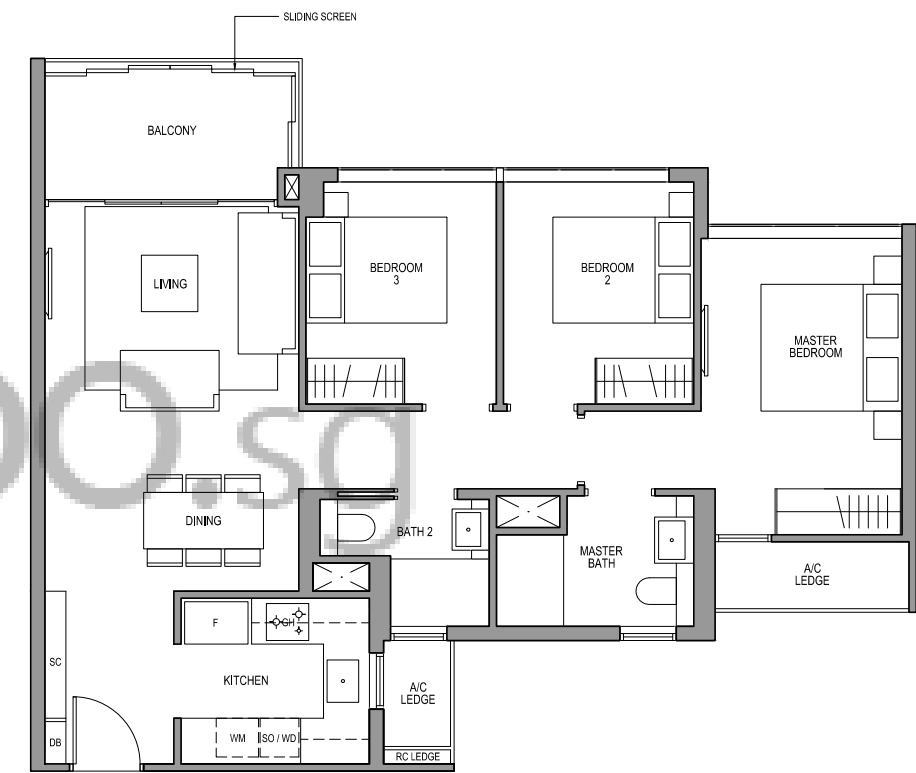 SLIDING SCREEN
BALCONY
LIVING
BEDROOM
3
BEDROOM
2
MASTER
BEDROOM
DINING
BATH 2
MASTER
BATH
A/C
LEDGE
F
GH
SC
KITCHEN
A/C
LEDGE
DB
WM
SO / WD
RC LEDGE
o.sg